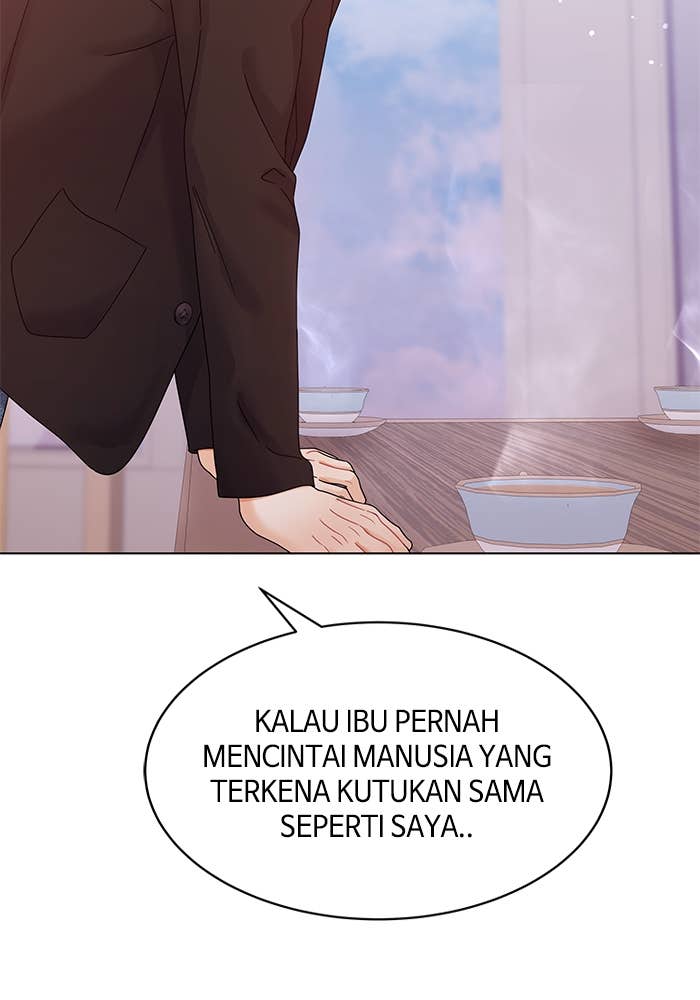 KALAU IBU PERNAH
MENCINTAI MANUSIA YANG
TERKENA KUTUKAN SAMA
SEPERTI SAYA..